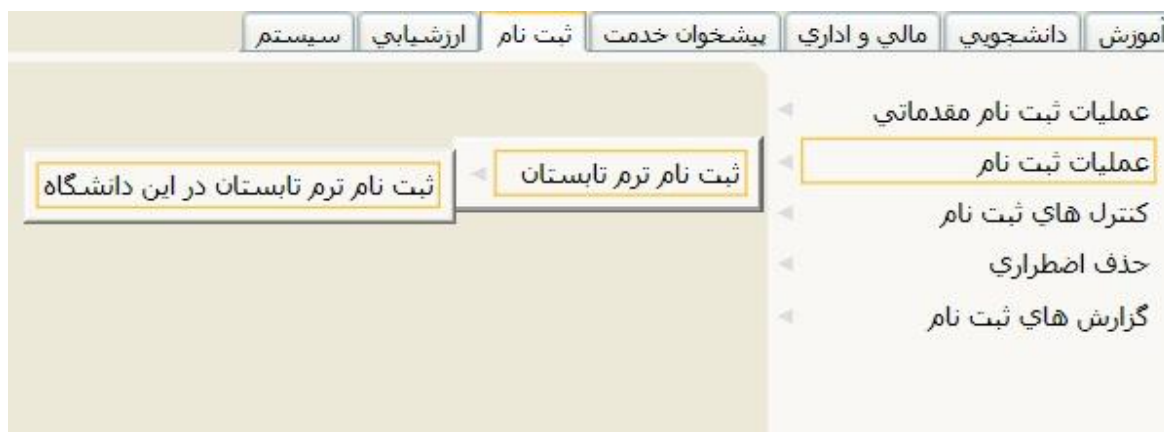 آموزش دانشجويي مالي و اداري پيشخوان خدمت ثبت نام ارزشيابي سيستم
عمليات ثبت نام مقدماتي
عمليات ثبت نام
ثبت نام ترم تابستان
ثبت نام ترم تابستان در اين دانشگاه
كنترل هاي ثبت نام
حذف اضطراري
گزارش هاي ثبت نام